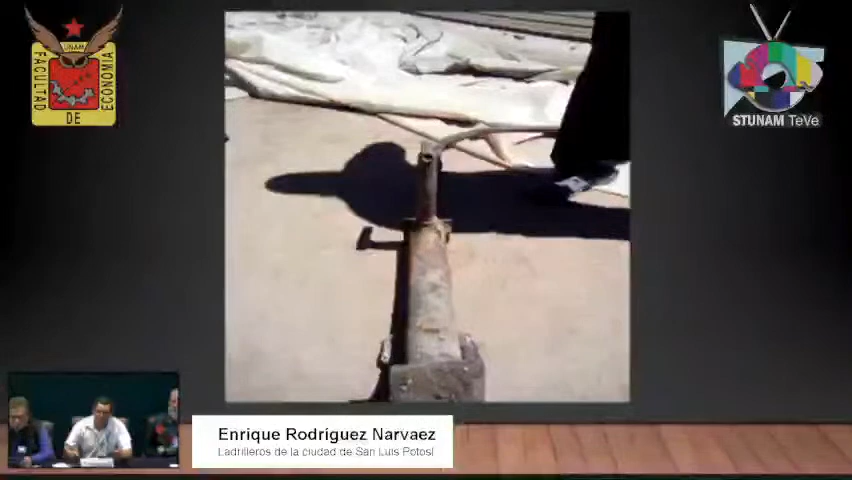 UNAM
FACULTAD
DE
ECONOMIA
STUNAM TeVe
Enrique Rodríguez Narvaez
Ladrilleros de la ciudad de San Luis Potosí